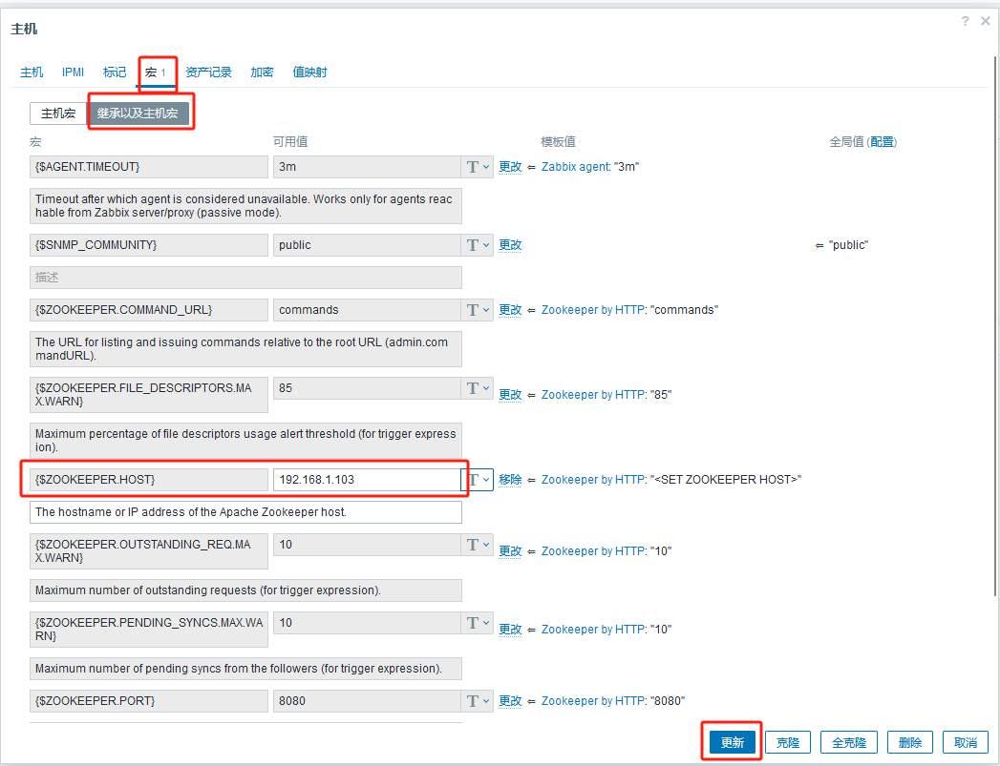 主机
? ×
主机 IPMI 标记 宏 1 资产记录 加密 值映射
主机宏 继承以及主机宏
宏 可用值 模板值 全局值 (配置)
{$AGENT.TIMEOUT} 3m T 更改 ⇐ Zabbix agent: "3m"
Timeout after which agent is considered unavailable. Works only for agents reac
hable from Zabbix server/proxy (passive mode).
{$SNMP_COMMUNITY} public T 更改 ⇐ "public"
描述
{$ZOOKEEPER.COMMAND_URL} commands T 更改 ⇐ Zookeeper by HTTP: "commands"
The URL for listing and issuing commands relative to the root URL (admin.com
mandURL).
{$ZOOKEEPER.FILE_DESCRIPTORS.MA 85 T 更改 ⇐ Zookeeper by HTTP: "85"
X.WARN}
Maximum percentage of file descriptors usage alert threshold (for trigger express
ion).
{$ZOOKEEPER.HOST} 192.168.1.103 T 移除 ⇐ Zookeeper by HTTP: "<SET ZOOKEEPER HOST>"
The hostname or IP address of the Apache Zookeeper host.
{$ZOOKEEPER.OUTSTANDING_REQ.MA 10 T 更改 ⇐ Zookeeper by HTTP: "10"
X.WARN}
Maximum number of outstanding requests (for trigger expression).
{$ZOOKEEPER.PENDING_SYNCS.MAX.WA 10 T 更改 ⇐ Zookeeper by HTTP: "10"
RN}
Maximum number of pending syncs from the followers (for trigger expression).
{$ZOOKEEPER.PORT} 8080 T 更改 ⇐ Zookeeper by HTTP: "8080"
更新 克隆 全克隆 删除 取消